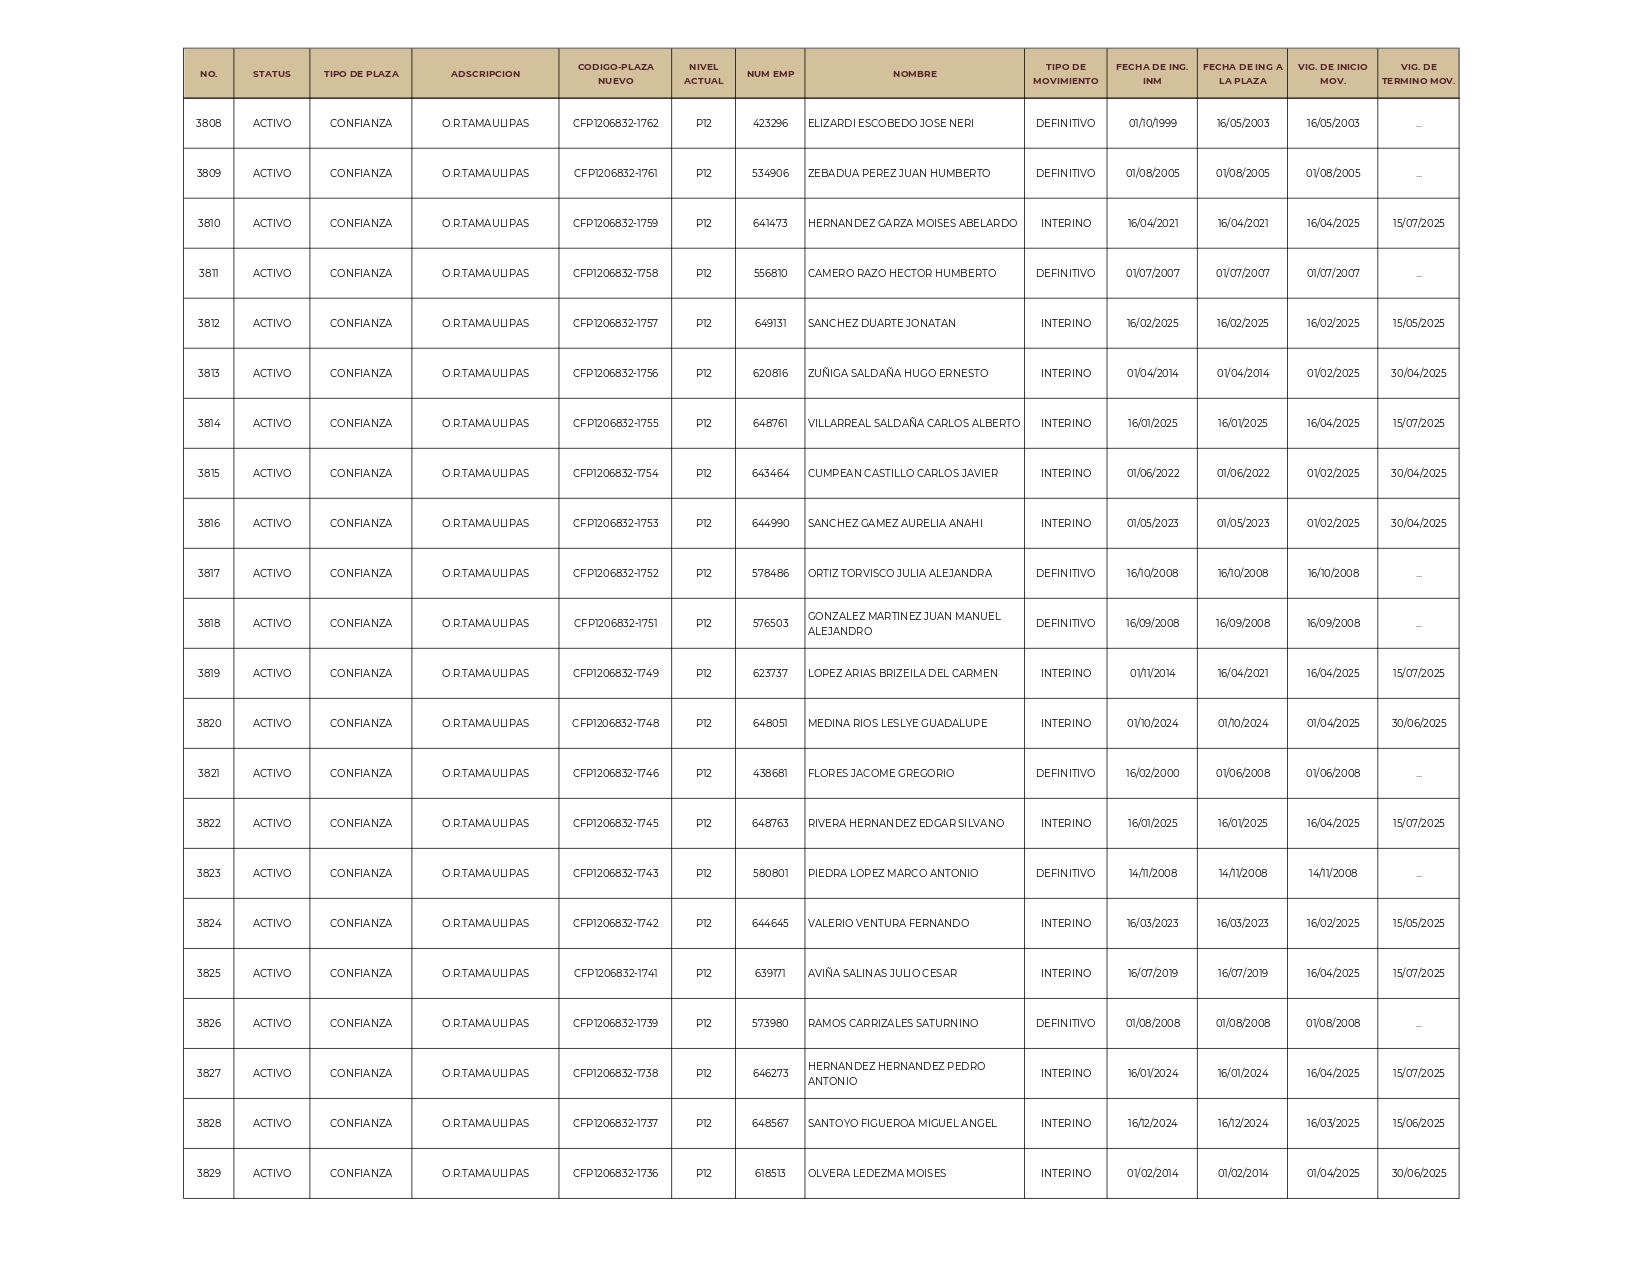 NO. STATUS TIPO DE PLAZA ADSCRIPCION CODIGO-PLAZA NUEVO NIVEL ACTUAL NUM EMP NOMBRE TIPO DE MOVIMIENTO FECHA DE ING. INM FECHA DE ING A LA PLAZA VIG. DE INICIO MOV. VIG. DE TERMINO MOV.
3808 ACTIVO CONFIANZA O.R.TAMAULIPAS CFP1206832-1762 P12 423296 ELIZARDI ESCOBEDO JOSE NERI DEFINITIVO 01/10/1999 16/05/2003 16/05/2003 ...
3809 ACTIVO CONFIANZA O.R.TAMAULIPAS CFP1206832-1761 P12 534906 ZEBADUA PEREZ JUAN HUMBERTO DEFINITIVO 01/08/2005 01/08/2005 01/08/2005 ...
3810 ACTIVO CONFIANZA O.R.TAMAULIPAS CFP1206832-1759 P12 641473 HERNANDEZ GARZA MOISES ABELARDO INTERINO 16/04/2021 16/04/2021 16/04/2025 15/07/2025
3811 ACTIVO CONFIANZA O.R.TAMAULIPAS CFP1206832-1758 P12 556810 CAMERO RAZO HECTOR HUMBERTO DEFINITIVO 01/07/2007 01/07/2007 01/07/2007 ...
3812 ACTIVO CONFIANZA O.R.TAMAULIPAS CFP1206832-1757 P12 649131 SANCHEZ DUARTE JONATAN INTERINO 16/02/2025 16/02/2025 16/02/2025 15/05/2025
3813 ACTIVO CONFIANZA O.R.TAMAULIPAS CFP1206832-1756 P12 620816 ZUÑIGA SALDAÑA HUGO ERNESTO INTERINO 01/04/2014 01/04/2014 01/02/2025 30/04/2025
3814 ACTIVO CONFIANZA O.R.TAMAULIPAS CFP1206832-1755 P12 648761 VILLARREAL SALDAÑA CARLOS ALBERTO INTERINO 16/01/2025 16/01/2025 16/04/2025 15/07/2025
3815 ACTIVO CONFIANZA O.R.TAMAULIPAS CFP1206832-1754 P12 643464 CUMPEAN CASTILLO CARLOS JAVIER INTERINO 01/06/2022 01/06/2022 01/02/2025 30/04/2025
3816 ACTIVO CONFIANZA O.R.TAMAULIPAS CFP1206832-1753 P12 644990 SANCHEZ GAMEZ AURELIA ANAHI INTERINO 01/05/2023 01/05/2023 01/02/2025 30/04/2025
3817 ACTIVO CONFIANZA O.R.TAMAULIPAS CFP1206832-1752 P12 578486 ORTIZ TORVISCO JULIA ALEJANDRA DEFINITIVO 16/10/2008 16/10/2008 16/10/2008 ...
3818 ACTIVO CONFIANZA O.R.TAMAULIPAS CFP1206832-1751 P12 576503 GONZALEZ MARTINEZ JUAN MANUEL ALEJANDRO DEFINITIVO 16/09/2008 16/09/2008 16/09/2008 ...
3819 ACTIVO CONFIANZA O.R.TAMAULIPAS CFP1206832-1749 P12 623737 LOPEZ ARIAS BRIZEILA DEL CARMEN INTERINO 01/11/2014 16/04/2021 16/04/2025 15/07/2025
3820 ACTIVO CONFIANZA O.R.TAMAULIPAS CFP1206832-1748 P12 648051 MEDINA RIOS LESLYE GUADALUPE INTERINO 01/10/2024 01/10/2024 01/04/2025 30/06/2025
3821 ACTIVO CONFIANZA O.R.TAMAULIPAS CFP1206832-1746 P12 438681 FLORES JACOME GREGORIO DEFINITIVO 16/02/2000 01/06/2008 01/06/2008 ...
3822 ACTIVO CONFIANZA O.R.TAMAULIPAS CFP1206832-1745 P12 648763 RIVERA HERNANDEZ EDGAR SILVANO INTERINO 16/01/2025 16/01/2025 16/04/2025 15/07/2025
3823 ACTIVO CONFIANZA O.R.TAMAULIPAS CFP1206832-1743 P12 580801 PIEDRA LOPEZ MARCO ANTONIO DEFINITIVO 14/11/2008 14/11/2008 14/11/2008 ...
3824 ACTIVO CONFIANZA O.R.TAMAULIPAS CFP1206832-1742 P12 644645 VALERIO VENTURA FERNANDO INTERINO 16/03/2023 16/03/2023 16/02/2025 15/05/2025
3825 ACTIVO CONFIANZA O.R.TAMAULIPAS CFP1206832-1741 P12 639171 AVIÑA SALINAS JULIO CESAR INTERINO 16/07/2019 16/07/2019 16/04/2025 15/07/2025
3826 ACTIVO CONFIANZA O.R.TAMAULIPAS CFP1206832-1739 P12 573980 RAMOS CARRIZALES SATURNINO DEFINITIVO 01/08/2008 01/08/2008 01/08/2008 ...
3827 ACTIVO CONFIANZA O.R.TAMAULIPAS CFP1206832-1738 P12 646273 HERNANDEZ HERNANDEZ PEDRO ANTONIO INTERINO 16/01/2024 16/01/2024 16/04/2025 15/07/2025
3828 ACTIVO CONFIANZA O.R.TAMAULIPAS CFP1206832-1737 P12 648567 SANTOYO FIGUEROA MIGUEL ANGEL INTERINO 16/12/2024 16/12/2024 16/03/2025 15/06/2025
3829 ACTIVO CONFIANZA O.R.TAMAULIPAS CFP1206832-1736 P12 618513 OLVERA LEDEZMA MOISES INTERINO 01/02/2014 01/02/2014 01/04/2025 30/06/2025